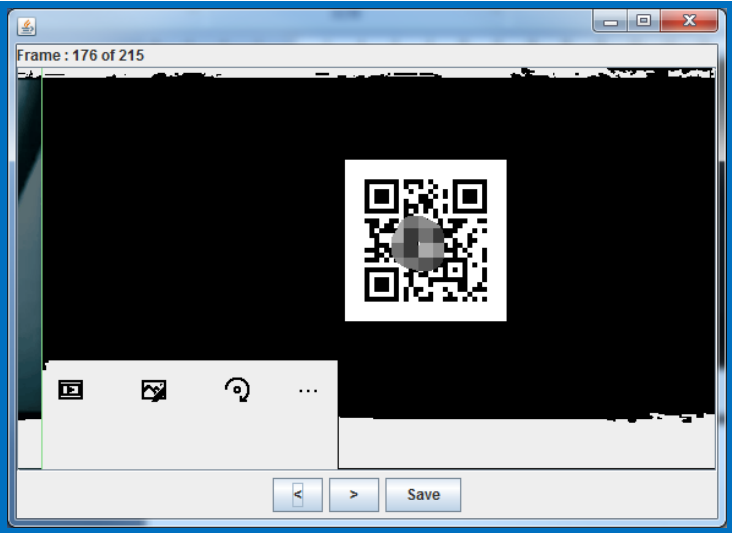 Frame : 176 of 215
...
< > Save